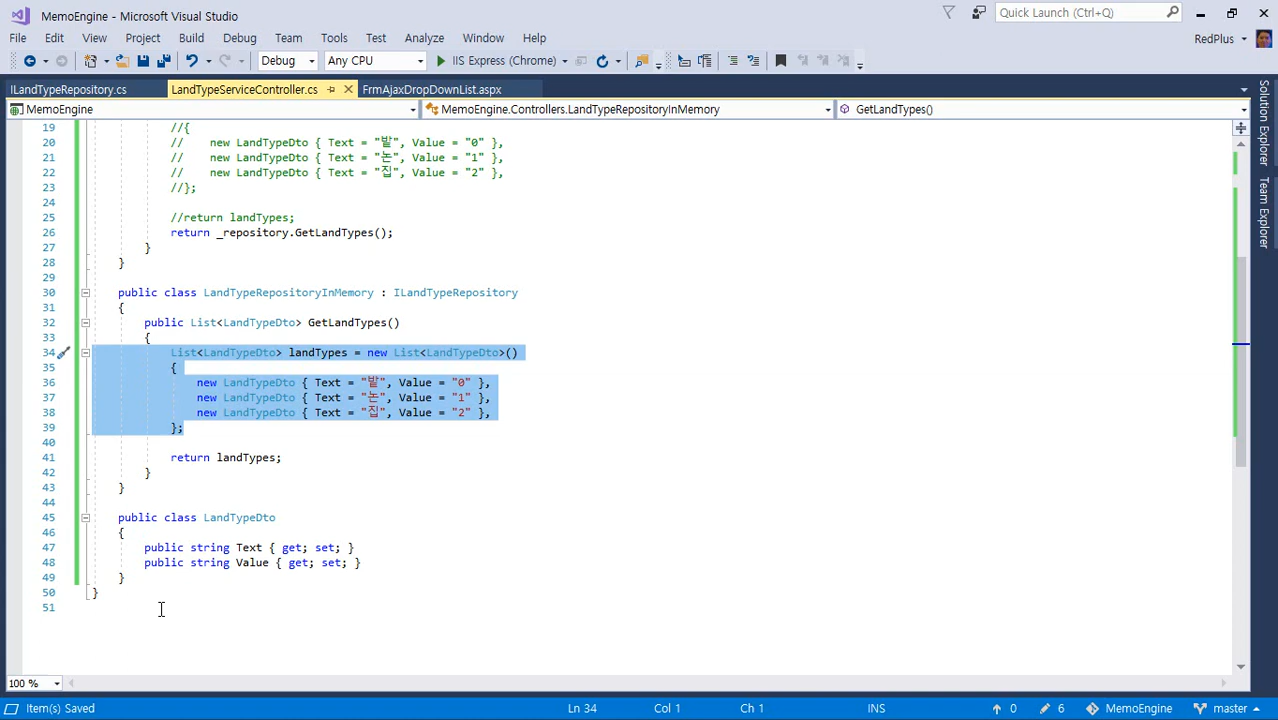 MemoEngine - Microsoft Visual Studio
Quick Launch (Ctrl+Q)
File Edit View Project Build Debug Team Tools Test Analyze Window Help
RedPlus
Debug Any CPU IIS Express (Chrome)
ILandTypeRepository.cs LandTypeServiceController.cs FrmAjaxDropDownList.aspx
MemoEngine MemoEngine.Controllers.LandTypeRepositoryInMemory GetLandTypes()
19 //{
20 //    new LandTypeDto { Text = "밭", Value = "0" },
21 //    new LandTypeDto { Text = "논", Value = "1" },
22 //    new LandTypeDto { Text = "집", Value = "2" },
23 //};
24
25 //return landTypes;
26 return _repository.GetLandTypes();
27 }
28 }
29
30 public class LandTypeRepositoryInMemory : ILandTypeRepository
31 {
32 public List<LandTypeDto> GetLandTypes()
33 {
34 List<LandTypeDto> landTypes = new List<LandTypeDto>()
35 {
36 new LandTypeDto { Text = "밭", Value = "0" },
37 new LandTypeDto { Text = "논", Value = "1" },
38 new LandTypeDto { Text = "집", Value = "2" },
39 };
40
41 return landTypes;
42 }
43 }
44
45 public class LandTypeDto
46 {
47 public string Text { get; set; }
48 public string Value { get; set; }
49 }
50 }
51
Solution Explorer
Team Explorer
100 %
Item(s) Saved Ln 34 Col 1 Ch 1 INS 0 6 MemoEngine master